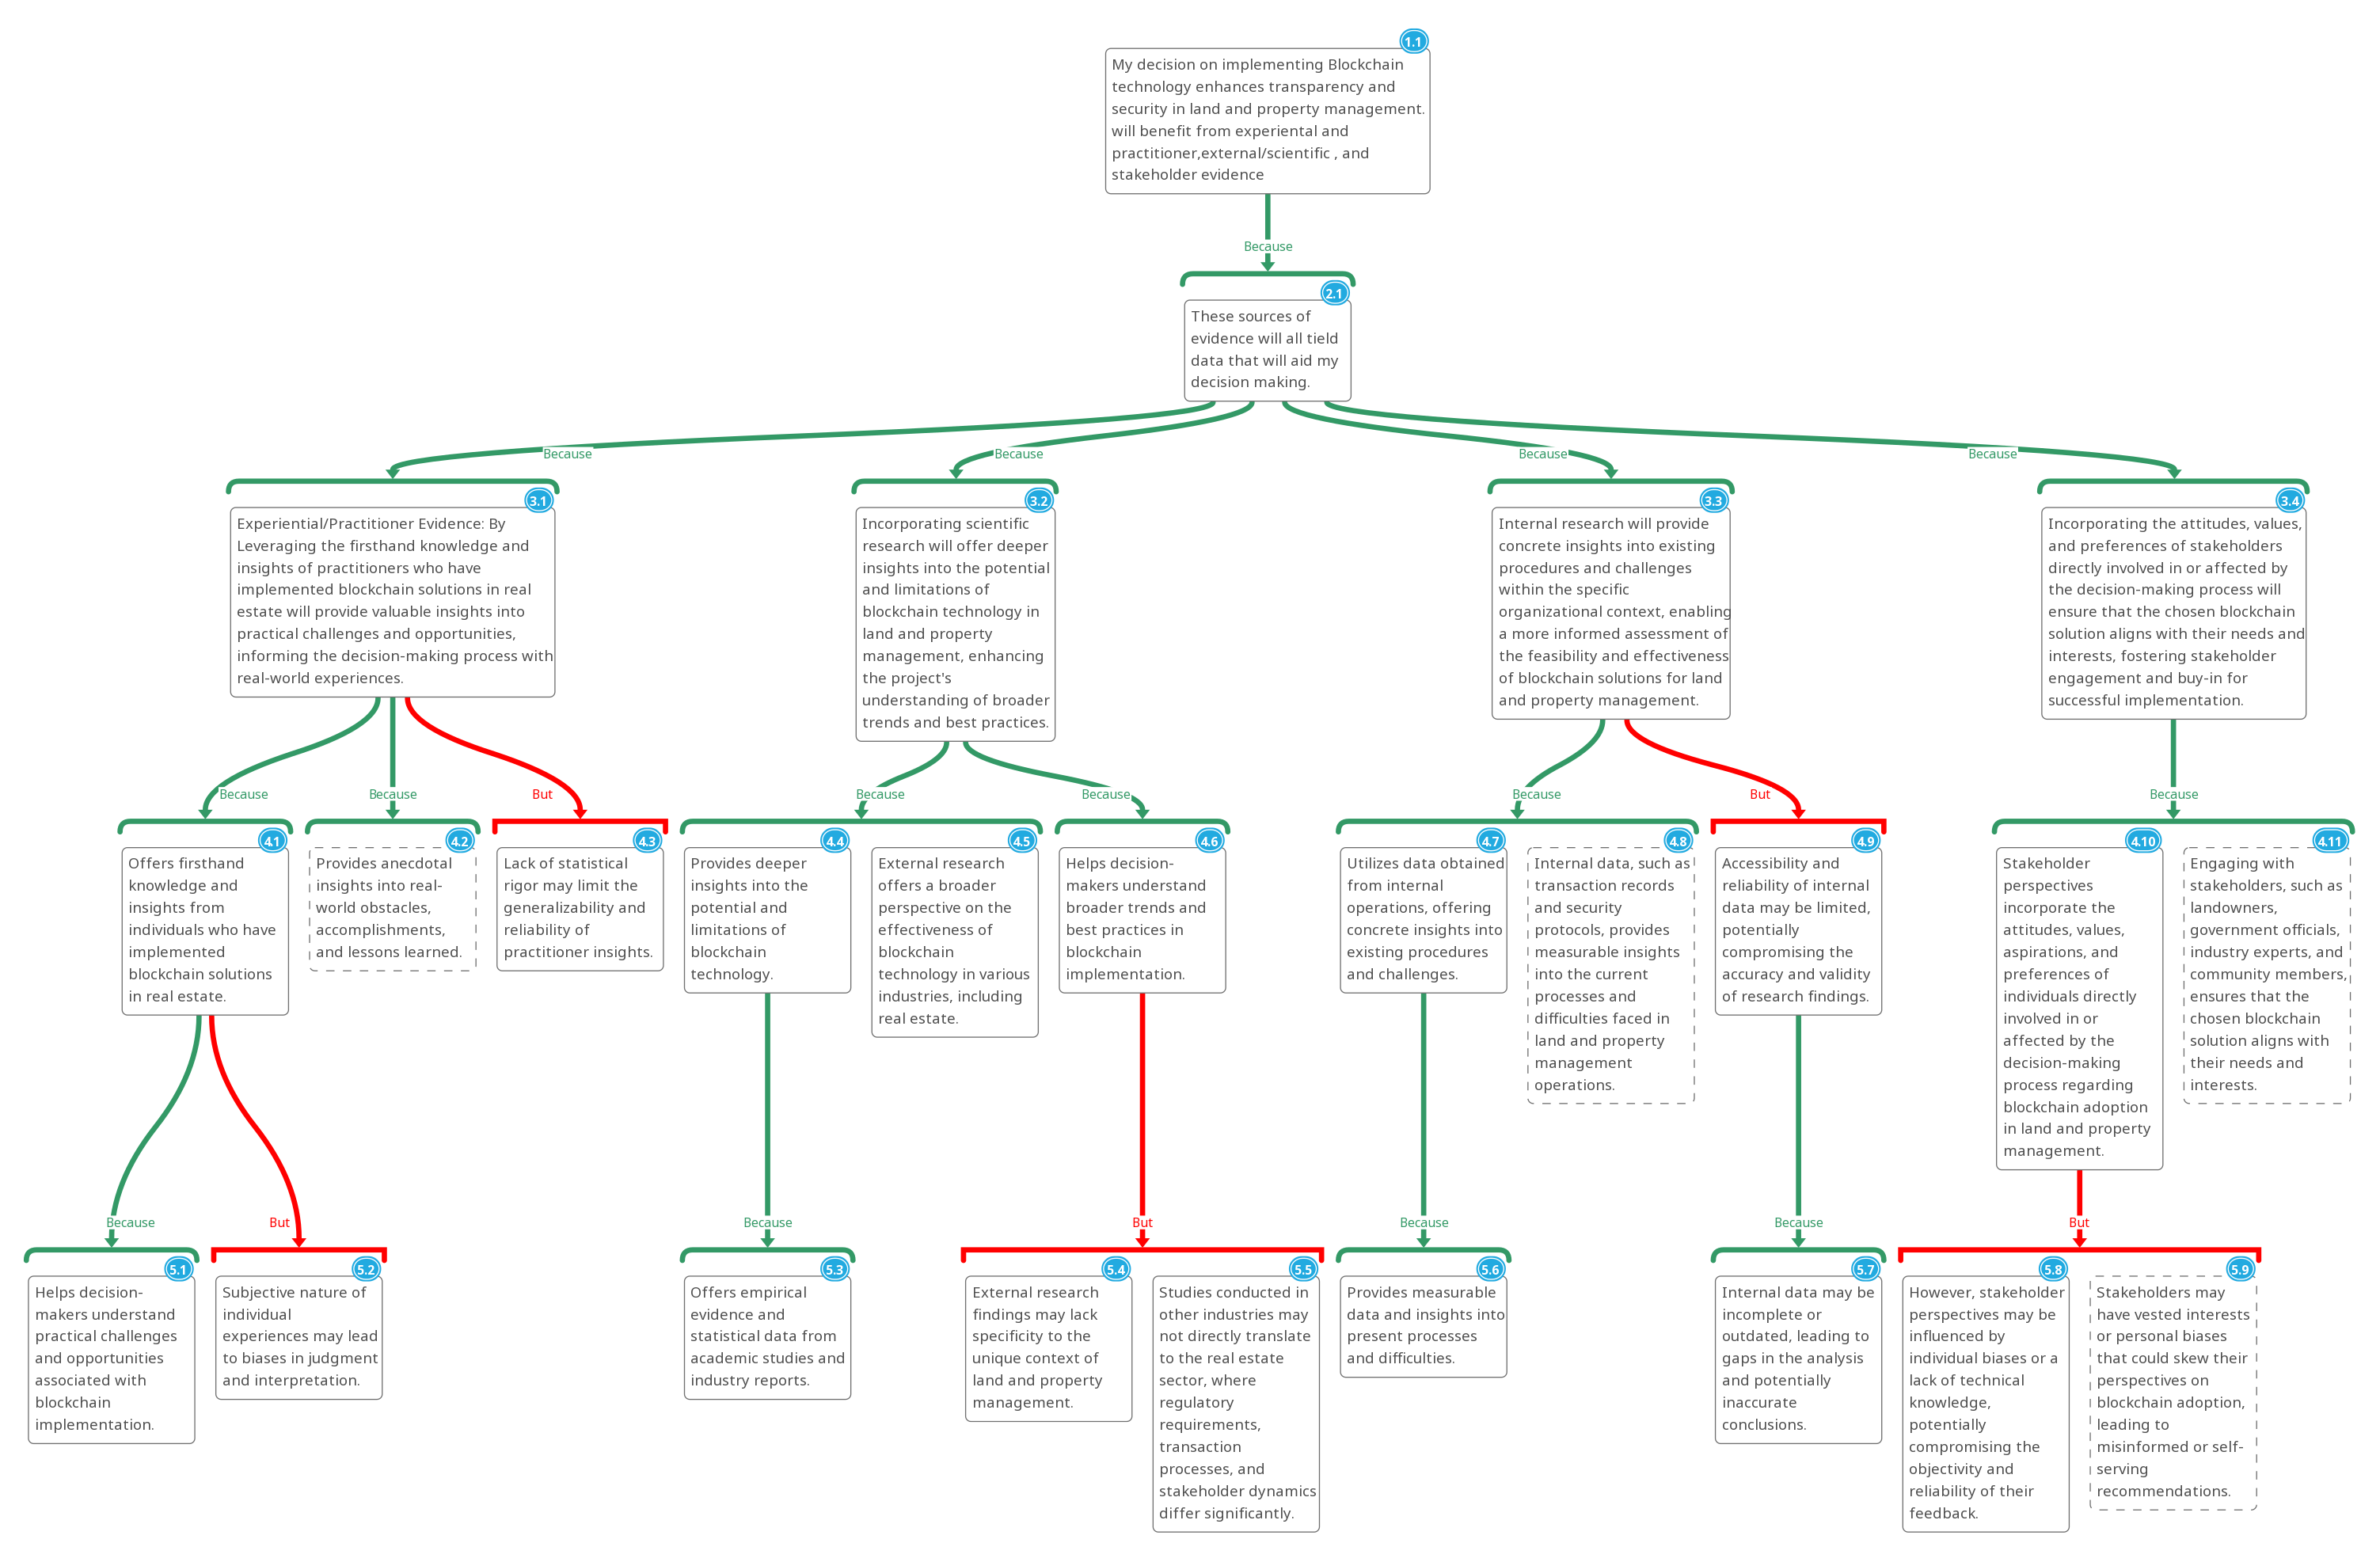 1.1
My decision on implementing Blockchain
technology enhances transparency and
security in land and property management.
will benefit from experiental and
practitioner,external/scientific , and
stakeholder evidence
Because
2.1
These sources of
evidence will all tield
data that will aid my
decision making.
Because
Because
Because
Because
3.1
Experiential/Practitioner Evidence: By
Leveraging the firsthand knowledge and
insights of practitioners who have
implemented blockchain solutions in real
estate will provide valuable insights into
practical challenges and opportunities,
informing the decision-making process with
real-world experiences.
3.2
Incorporating scientific
research will offer deeper
insights into the potential
and limitations of
blockchain technology in
land and property
management, enhancing
the project's
understanding of broader
trends and best practices.
3.3
Internal research will provide
concrete insights into existing
procedures and challenges
within the specific
organizational context, enabling
a more informed assessment of
the feasibility and effectiveness
of blockchain solutions for land
and property management.
3.4
Incorporating the attitudes, values,
and preferences of stakeholders
directly involved in or affected by
the decision-making process will
ensure that the chosen blockchain
solution aligns with their needs and
interests, fostering stakeholder
engagement and buy-in for
successful implementation.
Because
Because
But
Because
Because
Because
But
Because
4.1
Offers firsthand
knowledge and
insights from
individuals who have
implemented
blockchain solutions
in real estate.
4.2
Provides anecdotal
insights into real-
world obstacles,
accomplishments,
and lessons learned.
4.3
Lack of statistical
rigor may limit the
generalizability and
reliability of
practitioner insights.
4.4
Provides deeper
insights into the
potential and
limitations of
blockchain
technology.
4.5
External research
offers a broader
perspective on the
effectiveness of
blockchain
technology in various
industries, including
real estate.
4.6
Helps decision-
makers understand
broader trends and
best practices in
blockchain
implementation.
4.7
Utilizes data obtained
from internal
operations, offering
concrete insights into
existing procedures
and challenges.
4.8
Internal data, such as
transaction records
and security
protocols, provides
measurable insights
into the current
processes and
difficulties faced in
land and property
management
operations.
4.9
Accessibility and
reliability of internal
data may be limited,
potentially
compromising the
accuracy and validity
of research findings.
4.10
Stakeholder
perspectives
incorporate the
attitudes, values,
aspirations, and
preferences of
individuals directly
involved in or
affected by the
decision-making
process regarding
blockchain adoption
in land and property
management.
4.11
Engaging with
stakeholders, such as
landowners,
government officials,
industry experts, and
community members,
ensures that the
chosen blockchain
solution aligns with
their needs and
interests.
Because
But
Because
But
Because
Because
But
5.1
Helps decision-
makers understand
practical challenges
and opportunities
associated with
blockchain
implementation.
5.2
Subjective nature of
individual
experiences may lead
to biases in judgment
and interpretation.
5.3
Offers empirical
evidence and
statistical data from
academic studies and
industry reports.
5.4
External research
findings may lack
specificity to the
unique context of
land and property
management.
5.5
Studies conducted in
other industries may
not directly translate
to the real estate
sector, where
regulatory
requirements,
transaction
processes, and
stakeholder dynamics
differ significantly.
5.6
Provides measurable
data and insights into
present processes
and difficulties.
5.7
Internal data may be
incomplete or
outdated, leading to
gaps in the analysis
and potentially
inaccurate
conclusions.
5.8
However, stakeholder
perspectives may be
influenced by
individual biases or a
lack of technical
knowledge,
potentially
compromising the
objectivity and
reliability of their
feedback.
5.9
Stakeholders may
have vested interests
or personal biases
that could skew their
perspectives on
blockchain adoption,
leading to
misinformed or self-
serving
recommendations.